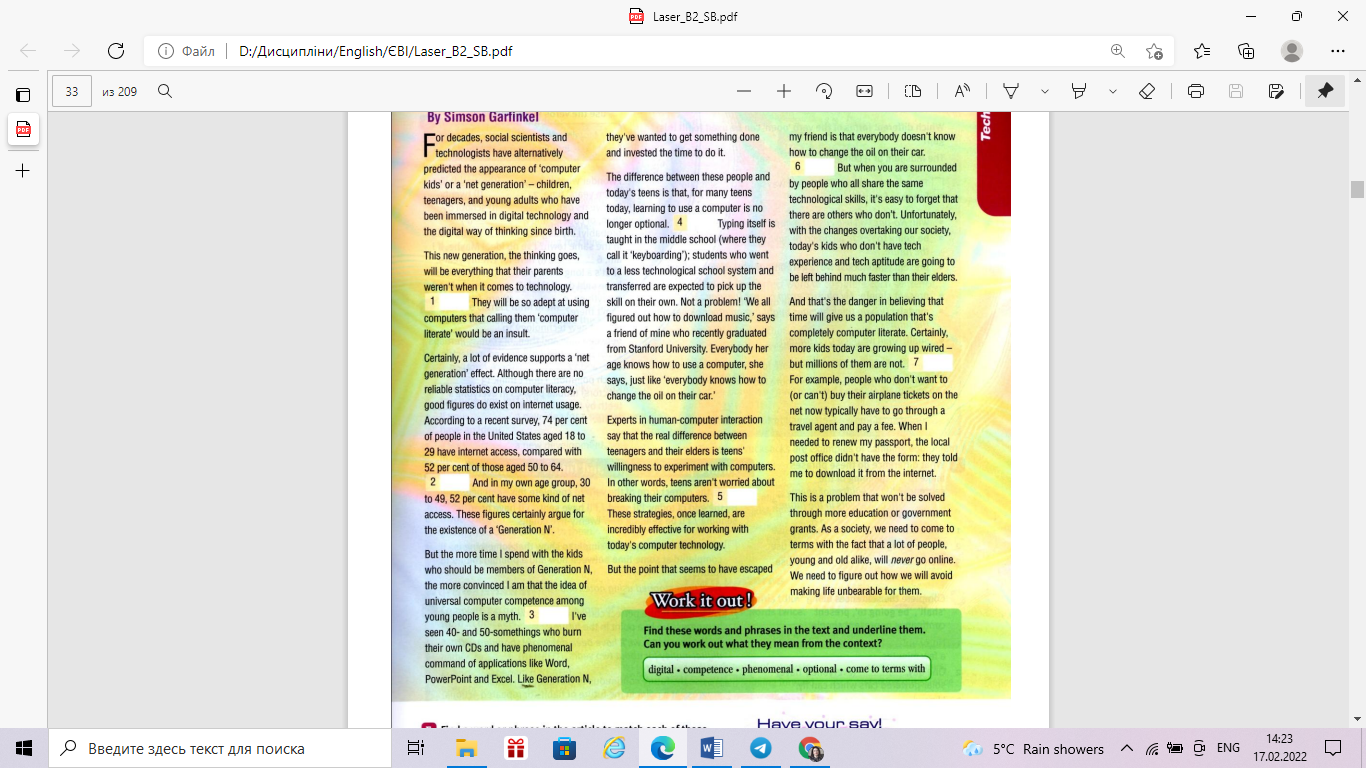 Laser_B2_SB.pdf
Файл
D:/Дисципліни/English/ЄВІ/Laser_B2_SB.pdf
33
из 209
By Simson Garfinkel
For decades, social scientists and
technologists have alternatively
predicted the appearance of 'computer
kids' or a 'net generation' – children,
teenagers, and young adults who have
been immersed in digital technology and
the digital way of thinking since birth.
This new generation, the thinking goes,
will be everything that their parents
weren't when it comes to technology.
1 They will be so adept at using
computers that calling them 'computer
literate' would be an insult.
Certainly, a lot of evidence supports a 'net
generation' effect. Although there are no
reliable statistics on computer literacy,
good figures do exist on internet usage.
According to a recent survey, 74 per cent
of people in the United States aged 18 to
29 have internet access, compared with
52 per cent of those aged 50 to 64.
2 And in my own age group, 30
to 49, 52 per cent have some kind of net
access. These figures certainly argue for
the existence of a 'Generation N'.
But the more time I spend with the kids
who should be members of Generation N,
the more convinced I am that the idea of
universal computer competence among
young people is a myth. 3 I've
seen 40- and 50-somethings who burn
their own CDs and have phenomenal
command of applications like Word,
PowerPoint and Excel. Like Generation N,
they've wanted to get something done
and invested the time to do it.
The difference between these people and
today's teens is that, for many teens
today, learning to use a computer is no
longer optional. 4 Typing itself is
taught in the middle school (where they
call it 'keyboarding'); students who went
to a less technological school system and
transferred are expected to pick up the
skill on their own. Not a problem! 'We all
figured out how to download music,' says
a friend of mine who recently graduated
from Stanford University. Everybody her
age knows how to use a computer, she
says, just like 'everybody knows how to
change the oil on their car.'
Experts in human-computer interaction
say that the real difference between
teenagers and their elders is teens'
willingness to experiment with computers.
In other words, teens aren't worried about
breaking their computers. 5
These strategies, once learned, are
incredibly effective for working with
today's computer technology.
But the point that seems to have escaped
my friend is that everybody doesn't know
how to change the oil on their car.
6 But when you are surrounded
by people who all share the same
technological skills, it's easy to forget that
there are others who don't. Unfortunately,
with the changes overtaking our society,
today's kids who don't have tech
experience and tech aptitude are going to
be left behind much faster than their elders.
And that's the danger in believing that
time will give us a population that's
completely computer literate. Certainly,
more kids today are growing up wired –
but millions of them are not. 7
For example, people who don't want to
(or can't) buy their airplane tickets on the
net now typically have to go through a
travel agent and pay a fee. When I
needed to renew my passport, the local
post office didn't have the form: they told
me to download it from the internet.
This is a problem that won't be solved
through more education or government
grants. As a society, we need to come to
terms with the fact that a lot of people,
young and old alike, will never go online.
We need to figure out how we will avoid
making life unbearable for them.
Tech
Work it out!
Find these words and phrases in the text and underline them.
Can you work out what they mean from the context?
digital • competence • phenomenal • optional • come to terms with
Have your say!
Введите здесь текст для поиска
5°C Rain showers
ENG
14:23
17.02.2022